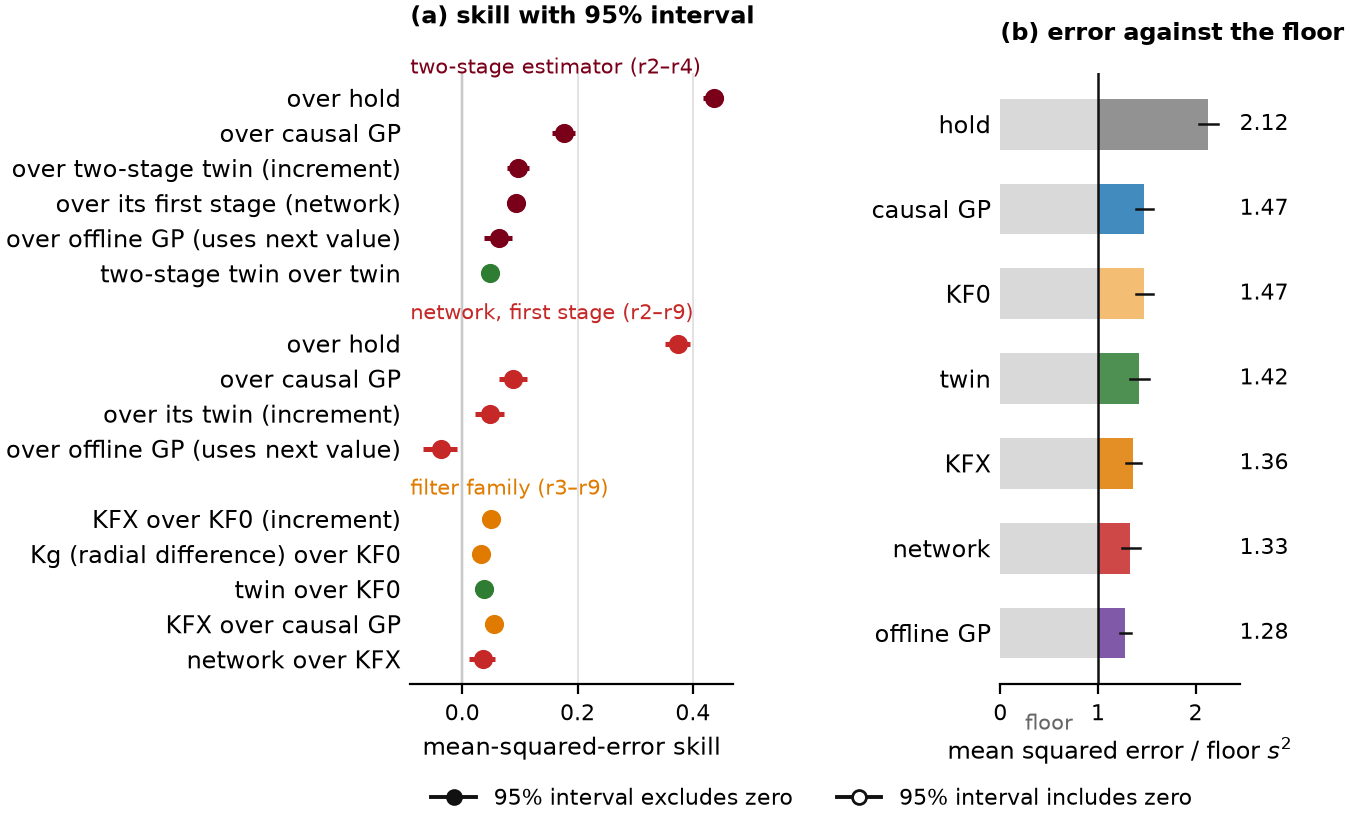 (a) skill with 95% interval
two-stage estimator (r2–r4)
over hold
over causal GP
over two-stage twin (increment)
over its first stage (network)
over offline GP (uses next value)
two-stage twin over twin
network, first stage (r2–r9)
over hold
over causal GP
over its twin (increment)
over offline GP (uses next value)
filter family (r3–r9)
KFX over KF0 (increment)
Kg (radial difference) over KF0
twin over KF0
KFX over causal GP
network over KFX
0.0 0.2 0.4
mean-squared-error skill
(b) error against the floor
hold 2.12
causal GP 1.47
KF0 1.47
twin 1.42
KFX 1.36
network 1.33
offline GP 1.28
0 1 2
floor
mean squared error / floor s²
95% interval excludes zero
95% interval includes zero